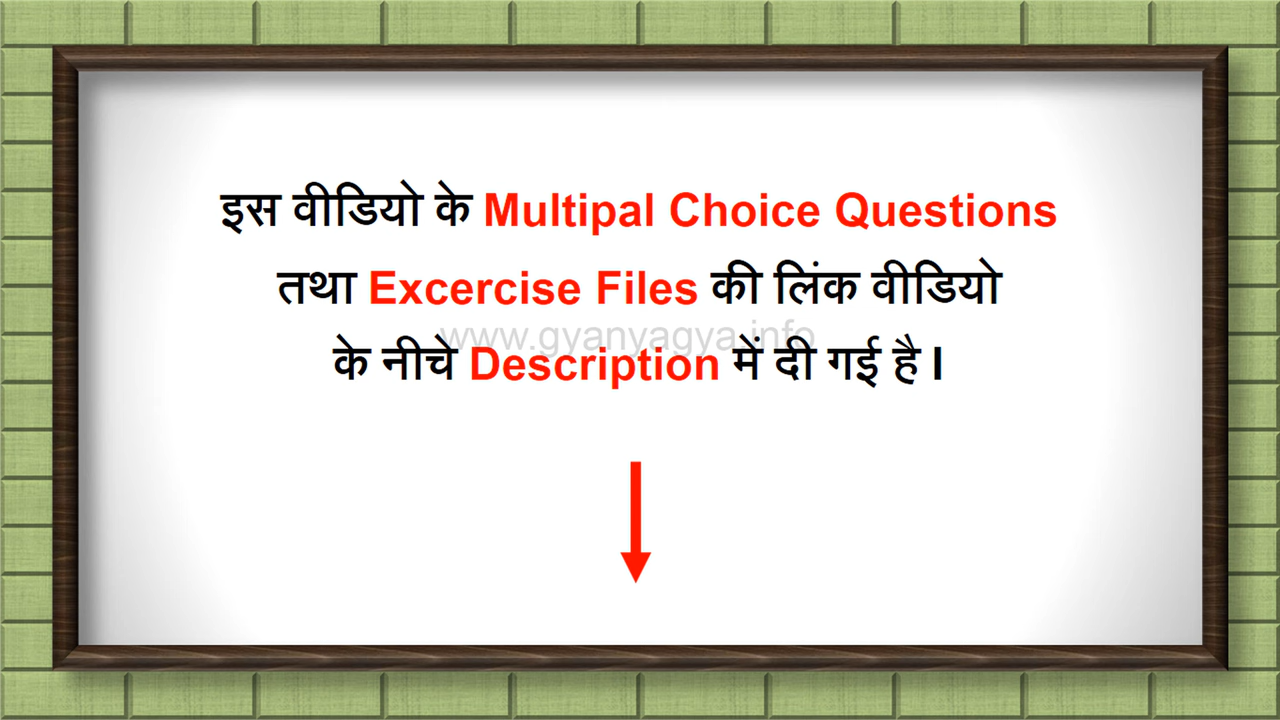 इस वीडियो के Multipal Choice Questions
तथा Excercise Files की लिंक वीडियो
www.gyanyagya.info
के नीचे Description में दी गई है l